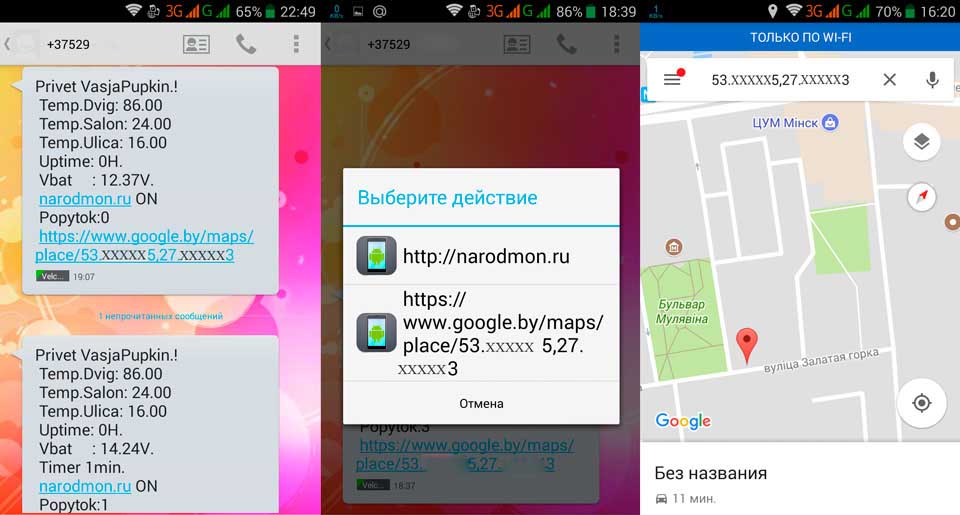 65% 22:49
3G G
+37529
Privet VasjaPupkin.!
Temp.Dvig: 86.00
Temp.Salon: 24.00
Temp.Ulica: 16.00
Uptime: 0H.
Vbat : 12.37V.
narodmon.ru ON
Popytok:0
https://www.google.by/maps/
place/53.xxxxx5,27.xxxxx3
Velc... 19:07
1 непрочитанных сообщений
Privet VasjaPupkin.!
Temp.Dvig: 86.00
Temp.Salon: 24.00
Temp.Ulica: 16.00
Uptime: 0H.
Vbat : 14.24V.
Timer 1min.
narodmon.ru ON
Popytok:1
0
KB/s
@
3G G 86% 18:39
+37529
Выберите действие
http://narodmon.ru
https://
www.google.by/maps/
place/53.xxxxx 5,27.
xxxxx3
Отмена
Popytok:3
https://www.google.by/maps/
place/53. 5,27. 3
Velc... 18:37
1
KB/s
3G G 70% 16:20
ТОЛЬКО ПО WI-FI
53.xxxxx5,27.xxxxx3
ЦУМ Мінск
Бульвар
Мулявіна
вуліца Залатая горка
Google
Без названия
11 мин.